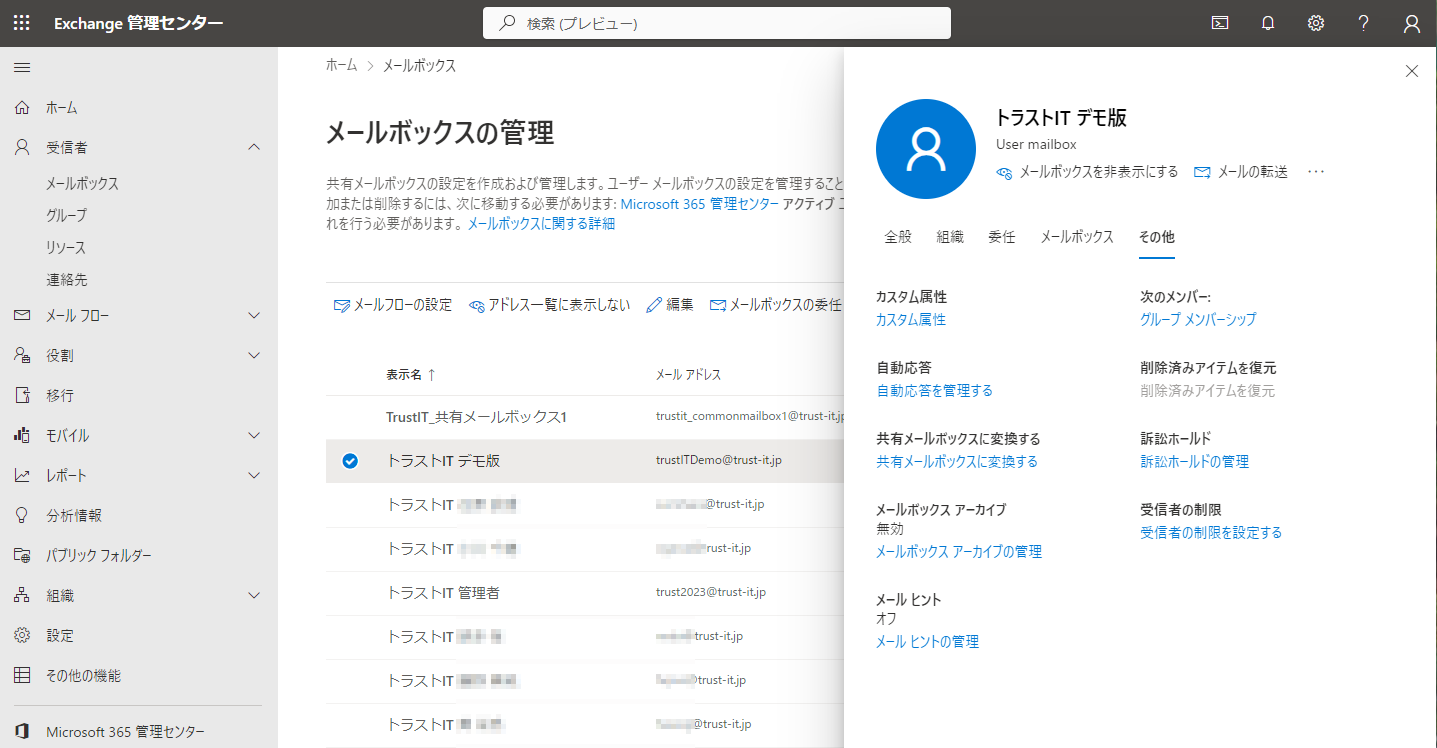 Exchange 管理センター
検索 (プレビュー)
ホーム
受信者
メールボックス
グループ
リソース
連絡先
メール フロー
役割
移行
モバイル
レポート
分析情報
パブリック フォルダー
組織
設定
その他の機能
Microsoft 365 管理センター
ホーム > メールボックス
メールボックスの管理
共有メールボックスの設定を作成および管理します。ユーザー メールボックスの設定を管理すること
加または削除するには、次に移動する必要があります: Microsoft 365 管理センター アクティブ ユ
れを行う必要があります。 メールボックスに関する詳細
メールフローの設定 アドレス一覧に表示しない 編集 メールボックスの委任
表示名 ↑ メール アドレス
TrustIT_共有メールボックス1 trustit_commonmailbox1@trust-it.jp
トラストIT デモ版 trustITDemo@trust-it.jp
トラストIT @trust-it.jp
トラストIT rust-it.jp
トラストIT 管理者 trust2023@trust-it.jp
トラストIT trust-it.jp
トラストIT @trust-it.jp
トラストIT @trust-it.jp
トラストIT デモ版
User mailbox
メールボックスを非表示にする メールの転送 ...
全般 組織 委任 メールボックス その他
カスタム属性
カスタム属性
次のメンバー:
グループ メンバーシップ
自動応答
自動応答を管理する
削除済みアイテムを復元
削除済みアイテムを復元
共有メールボックスに変換する
共有メールボックスに変換する
訴訟ホールド
訴訟ホールドの管理
メールボックス アーカイブ
無効
メールボックス アーカイブの管理
受信者の制限
受信者の制限を設定する
メール ヒント
オフ
メール ヒントの管理